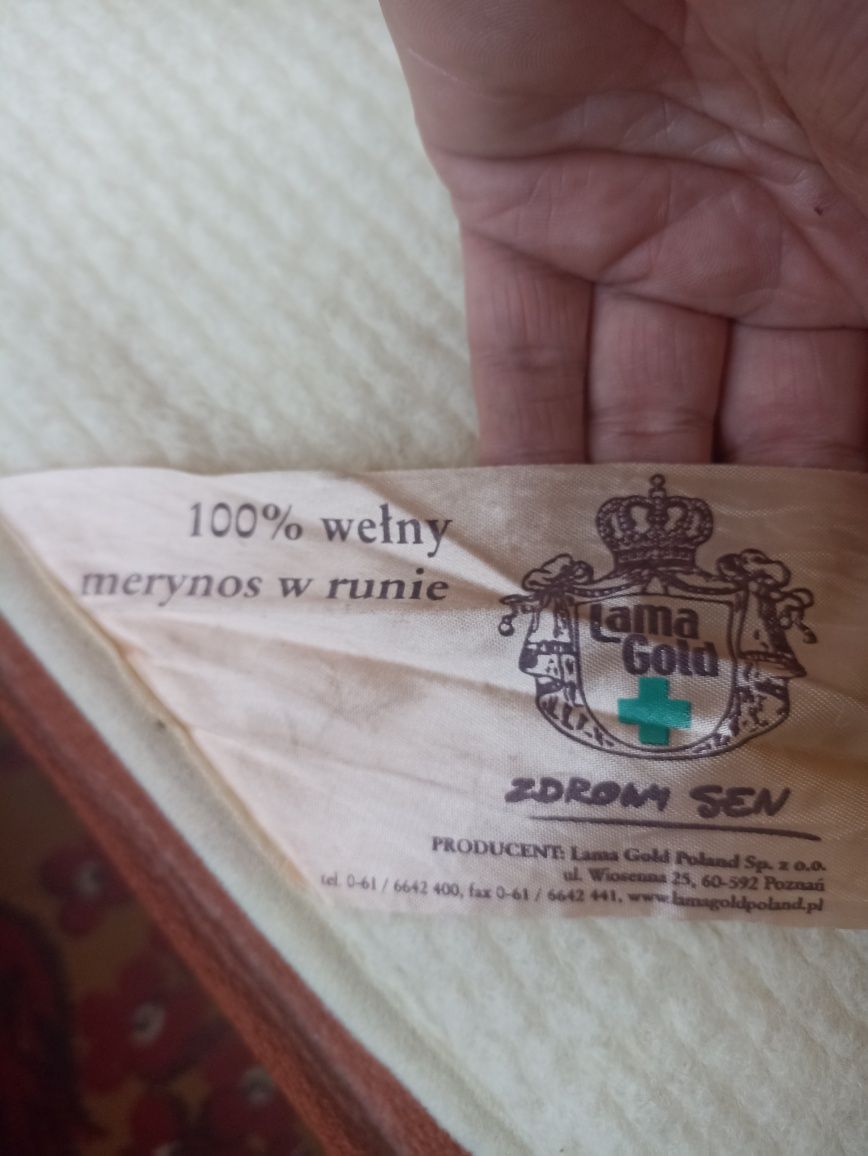 100% wełny
merynos w runie
Lama
Gold
ZDROWY SEN
PRODUCENT: Lama Gold Poland Sp. z o.o.
ul. Wiosenna 25, 60-592 Poznań
tel. 0-61 / 6642 400, fax 0-61 / 6642 441, www.lamagoldpoland.pl